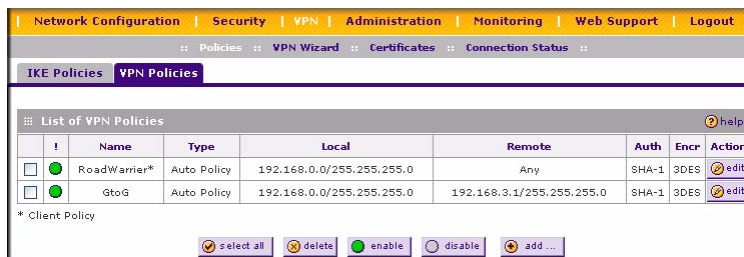 | Network Configuration | Security | VPN | Administration | Monitoring | Web Support | Logout
:: Policies :: VPN Wizard :: Certificates :: Connection Status ::
IKE Policies VPN Policies
List of VPN Policies help
! Name Type Local Remote Auth Encr Action
RoadWarrier* Auto Policy 192.168.0.0/255.255.255.0 Any SHA-1 3DES edit
GtoG Auto Policy 192.168.0.0/255.255.255.0 192.168.3.1/255.255.255.0 SHA-1 3DES edit
* Client Policy
select all delete enable disable add ...